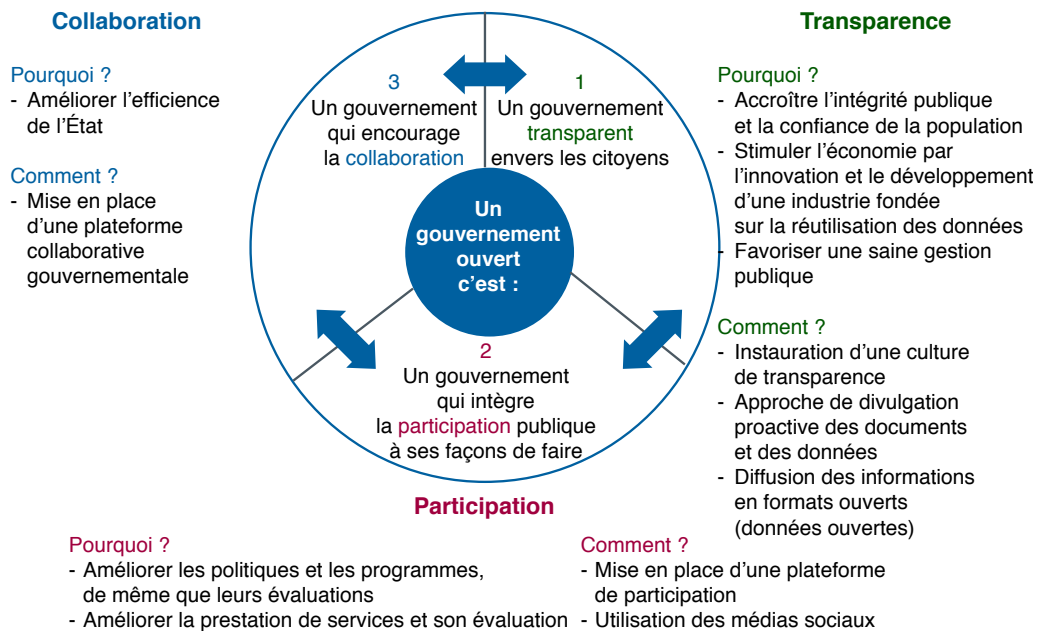 Collaboration
Pourquoi ?
- Améliorer l'efficience
de l'État
Comment ?
- Mise en place
d'une plateforme
collaborative
gouvernementale
3
Un gouvernement
qui encourage
la collaboration
1
Un gouvernement
transparent
envers les citoyens
Un
gouvernement
ouvert
c'est :
2
Un gouvernement
qui intègre
la participation publique
à ses façons de faire
Transparence
Pourquoi ?
- Accroître l'intégrité publique
et la confiance de la population
- Stimuler l'économie par
l'innovation et le développement
d'une industrie fondée
sur la réutilisation des données
- Favoriser une saine gestion
publique
Comment ?
- Instauration d'une culture
de transparence
- Approche de divulgation
proactive des documents
et des données
- Diffusion des informations
en formats ouverts
(données ouvertes)
Participation
Pourquoi ?
- Améliorer les politiques et les programmes,
de même que leurs évaluations
- Améliorer la prestation de services et son évaluation
Comment ?
- Mise en place d'une plateforme
de participation
- Utilisation des médias sociaux